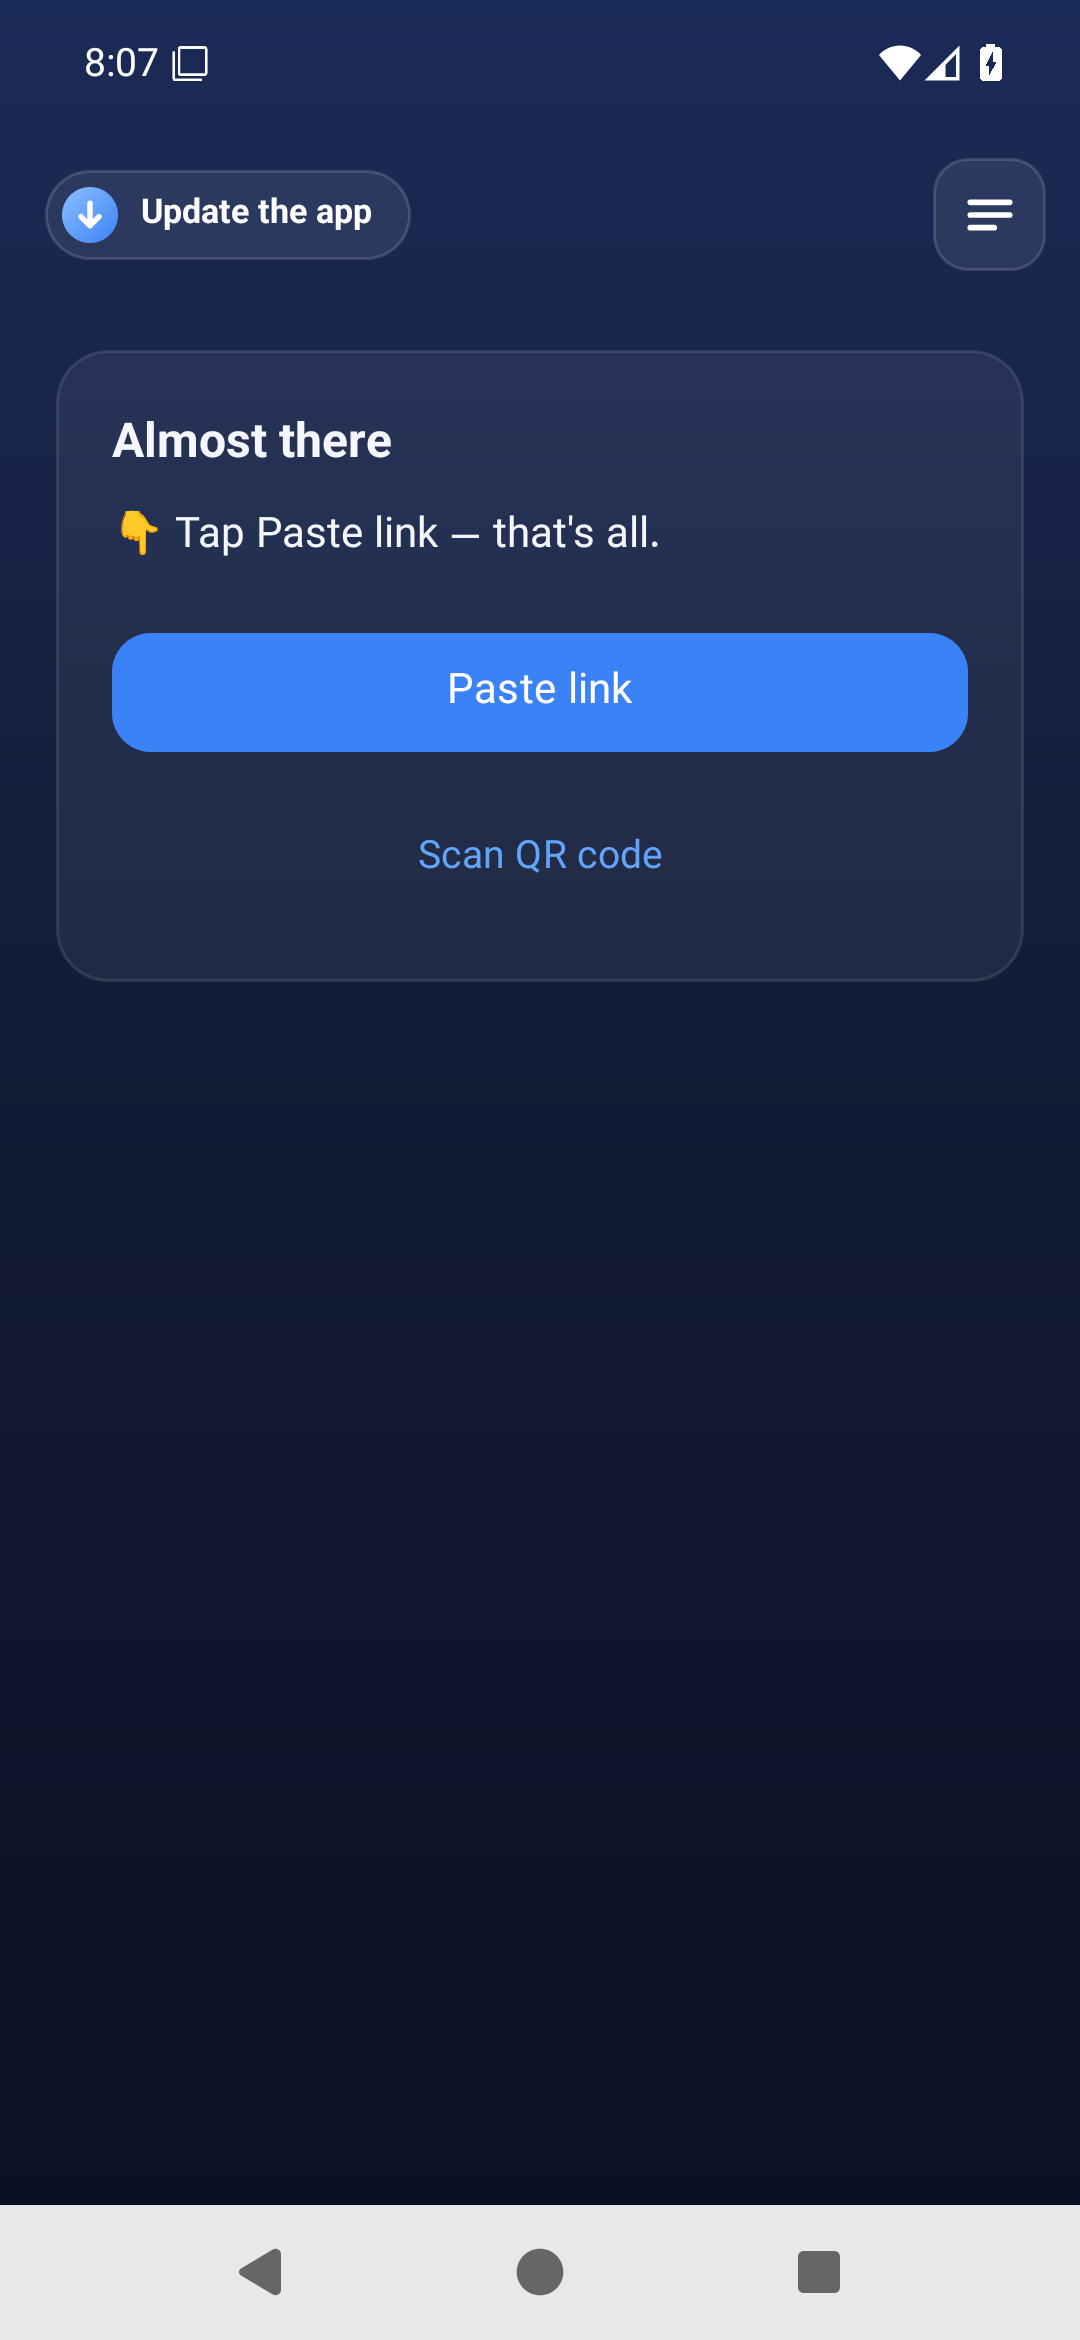 8:07
Update the app
Almost there
👇 Tap Paste link — that's all.
Paste link
Scan QR code